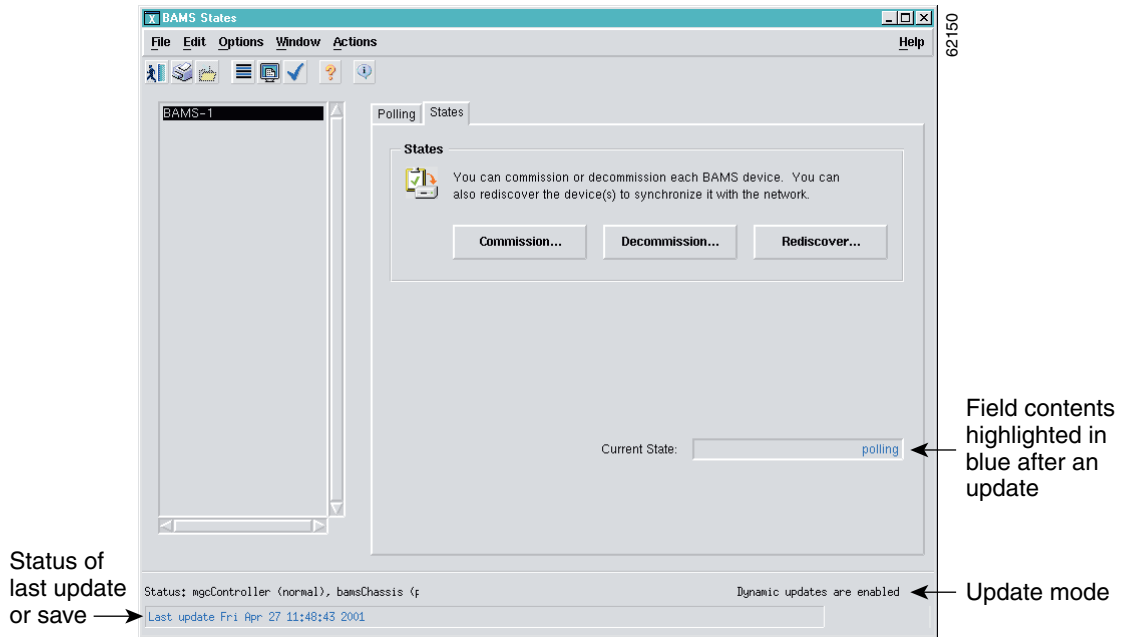 BAMS States
File Edit Options Window Actions Help
62150
BAMS-1
Polling States
States
You can commission or decommission each BAMS device. You can
also rediscover the device(s) to synchronize it with the network.
Commission... Decommission... Rediscover...
Current State: polling
Field contents
highlighted in
blue after an
update
Status of
last update
or save
Status: mgcController (normal), bamsChassis (
Dynamic updates are enabled
Update mode
Last update Fri Apr 27 11:48:43 2001